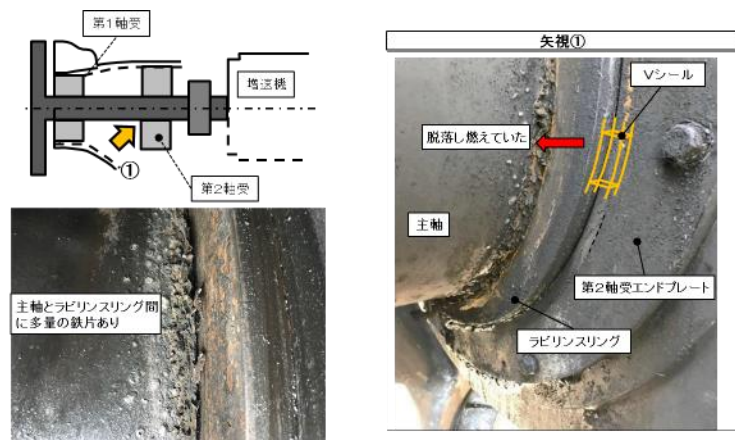 第1軸受
増速機
①
第2軸受
主軸とラビリンスリング間
に多量の鉄片あり
矢視①
Vシール
脱落し燃えていた
主軸
第2軸受エンドプレート
ラビリンスリング